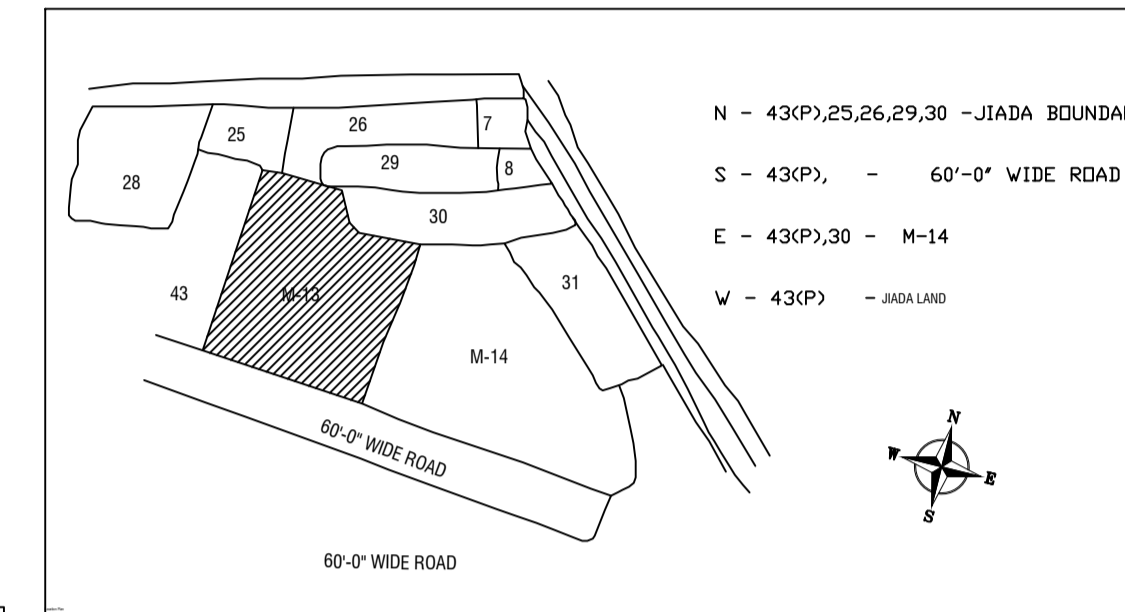 N - 43(P),25,26,29,30 -JIADA
S - 43(P), - 60'-0" WIDE ROAD
E - 43(P),30 - M-14
W - 43(P) - JIADA LAND
25
26
7
28
29
8
30
43
M-13
31
M-14
60'-0" WIDE ROAD
60'-0" WIDE ROAD
N
W
E
S